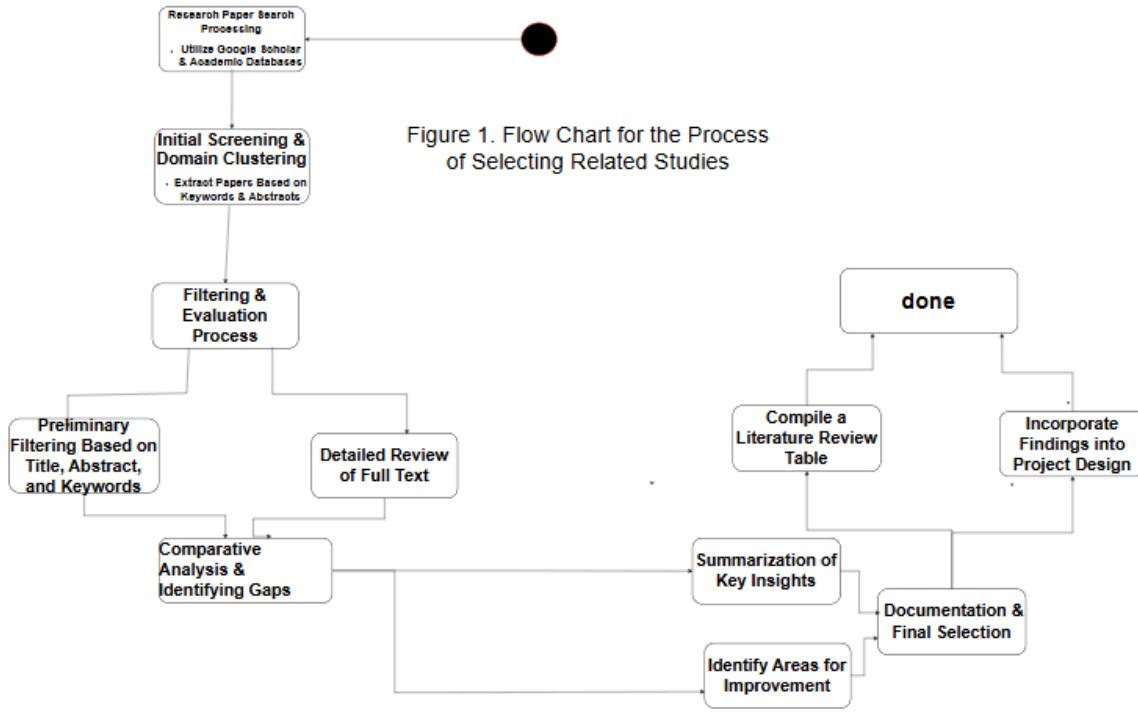 Research Paper Search
Processing
. Utilize Google Scholar
& Academic Databases
Figure 1. Flow Chart for the Process
of Selecting Related Studies
Initial Screening &
Domain Clustering
. Extract Papers Based on
Keywords & Abstracts
Filtering &
Evaluation
Process
done
Preliminary
Filtering Based on
Title, Abstract,
and Keywords
Detailed Review
of Full Text
Compile a
Literature Review
Table
Incorporate
Findings into
Project Design
Comparative
Analysis &
Identifying Gaps
Summarization of
Key Insights
Documentation &
Final Selection
Identify Areas for
Improvement